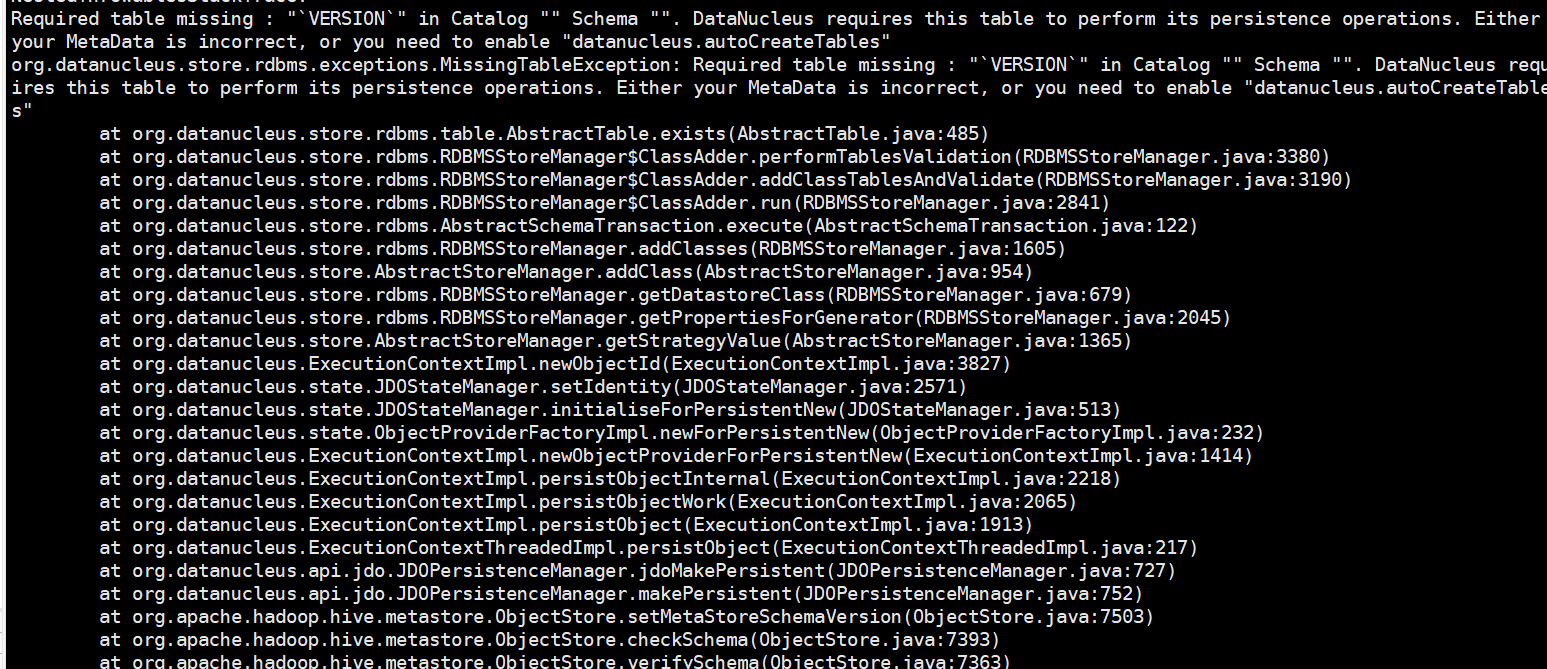 Required table missing : "`VERSION`" in Catalog "" Schema "". DataNucleus requires this table to perform its persistence operations. Either
your MetaData is incorrect, or you need to enable "datanucleus.autoCreateTables"
org.datanucleus.store.rdbms.exceptions.MissingTableException: Required table missing : "`VERSION`" in Catalog "" Schema "". DataNucleus requ
ires this table to perform its persistence operations. Either your MetaData is incorrect, or you need to enable "datanucleus.autoCreateTable
s"
at org.datanucleus.store.rdbms.table.AbstractTable.exists(AbstractTable.java:485)
at org.datanucleus.store.rdbms.RDBMSStoreManager$ClassAdder.performTablesValidation(RDBMSStoreManager.java:3380)
at org.datanucleus.store.rdbms.RDBMSStoreManager$ClassAdder.addClassTablesAndValidate(RDBMSStoreManager.java:3190)
at org.datanucleus.store.rdbms.RDBMSStoreManager$ClassAdder.run(RDBMSStoreManager.java:2841)
at org.datanucleus.store.rdbms.AbstractSchemaTransaction.execute(AbstractSchemaTransaction.java:122)
at org.datanucleus.store.rdbms.RDBMSStoreManager.addClasses(RDBMSStoreManager.java:1605)
at org.datanucleus.store.AbstractStoreManager.addClass(AbstractStoreManager.java:954)
at org.datanucleus.store.rdbms.RDBMSStoreManager.getDatastoreClass(RDBMSStoreManager.java:679)
at org.datanucleus.store.rdbms.RDBMSStoreManager.getPropertiesForGenerator(RDBMSStoreManager.java:2045)
at org.datanucleus.store.AbstractStoreManager.getStrategyValue(AbstractStoreManager.java:1365)
at org.datanucleus.ExecutionContextImpl.newObjectId(ExecutionContextImpl.java:3827)
at org.datanucleus.state.JDOStateManager.setIdentity(JDOStateManager.java:2571)
at org.datanucleus.state.JDOStateManager.initialiseForPersistentNew(JDOStateManager.java:513)
at org.datanucleus.state.ObjectProviderFactoryImpl.newForPersistentNew(ObjectProviderFactoryImpl.java:232)
at org.datanucleus.ExecutionContextImpl.newObjectProviderForPersistentNew(ExecutionContextImpl.java:1414)
at org.datanucleus.ExecutionContextImpl.persistObjectInternal(ExecutionContextImpl.java:2218)
at org.datanucleus.ExecutionContextImpl.persistObjectWork(ExecutionContextImpl.java:2065)
at org.datanucleus.ExecutionContextImpl.persistObject(ExecutionContextImpl.java:1913)
at org.datanucleus.ExecutionContextThreadedImpl.persistObject(ExecutionContextThreadedImpl.java:217)
at org.datanucleus.api.jdo.JDOPersistenceManager.jdoMakePersistent(JDOPersistenceManager.java:727)
at org.datanucleus.api.jdo.JDOPersistenceManager.makePersistent(JDOPersistenceManager.java:752)
at org.apache.hadoop.hive.metastore.ObjectStore.setMetaStoreSchemaVersion(ObjectStore.java:7503)
at org.apache.hadoop.hive.metastore.ObjectStore.checkSchema(ObjectStore.java:7393)
at org.apache.hadoop.hive.metastore.ObjectStore.verifySchema(ObjectStore.java:7363)